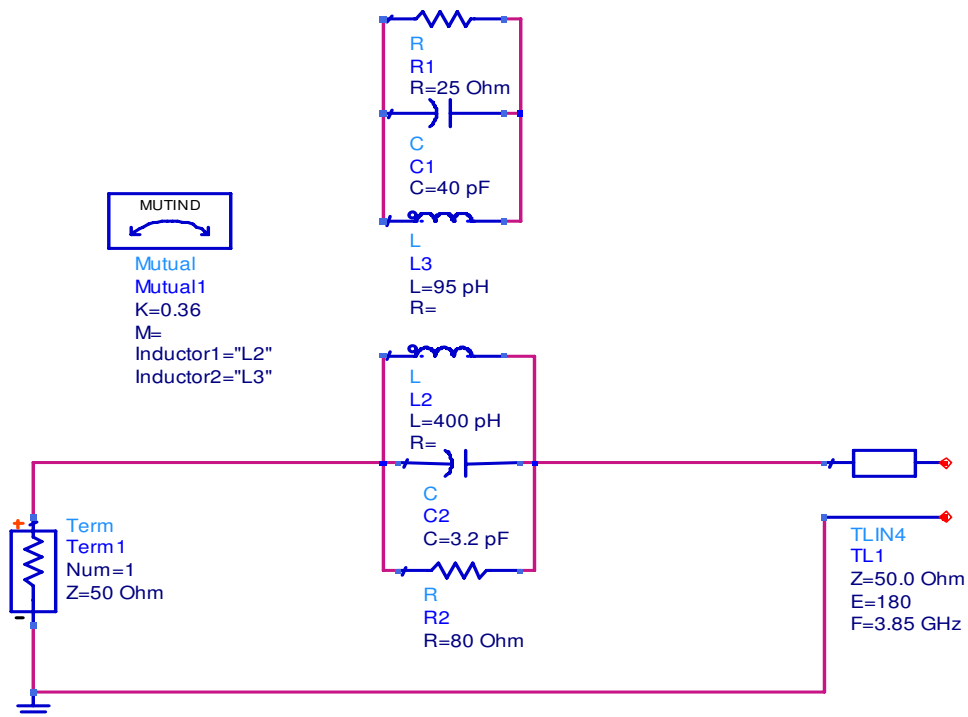 R
R1
R=25 Ohm
C
C1
C=40 pF
MUTIND
Mutual
Mutual1
K=0.36
M=
Inductor1="L2"
Inductor2="L3"
L
L3
L=95 pH
R=
L
L2
L=400 pH
R=
C
C2
C=3.2 pF
R
R2
R=80 Ohm
+
Term
Term1
Num=1
Z=50 Ohm
-
TLIN4
TL1
Z=50.0 Ohm
E=180
F=3.85 GHz